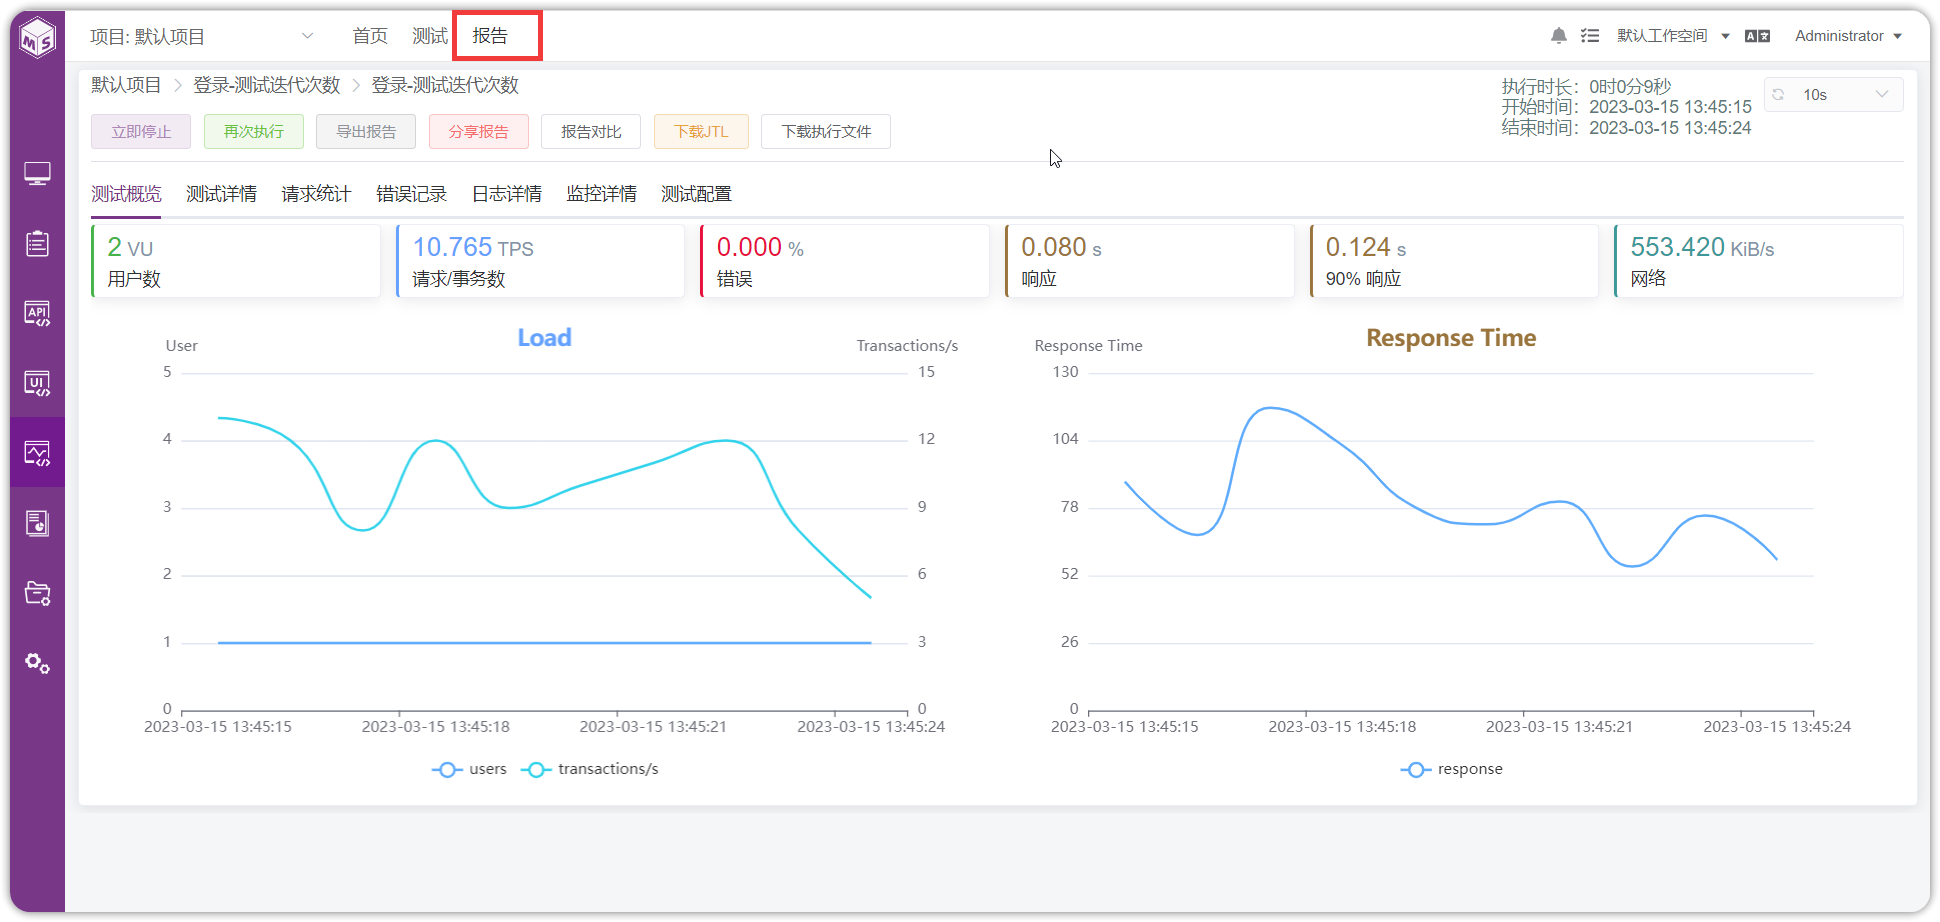 MS
项目: 默认项目
首页
测试
报告
默认工作空间
Administrator
默认项目 > 登录-测试迭代次数 > 登录-测试迭代次数
执行时长：0时0分9秒
开始时间：2023-03-15 13:45:15
结束时间：2023-03-15 13:45:24
10s
立即停止
再次执行
导出报告
分享报告
报告对比
下载JTL
下载执行文件
测试概览
测试详情
请求统计
错误记录
日志详情
监控详情
测试配置
2 VU
用户数
10.765 TPS
请求/事务数
0.000 %
错误
0.080 s
响应
0.124 s
90% 响应
553.420 KiB/s
网络
API
UI
Load
User
Transactions/s
5
4
3
2
1
0
15
12
9
6
3
0
2023-03-15 13:45:15
2023-03-15 13:45:18
2023-03-15 13:45:21
2023-03-15 13:45:24
users
transactions/s
Response Time
Response Time
130
104
78
52
26
0
2023-03-15 13:45:15
2023-03-15 13:45:18
2023-03-15 13:45:21
2023-03-15 13:45:24
response